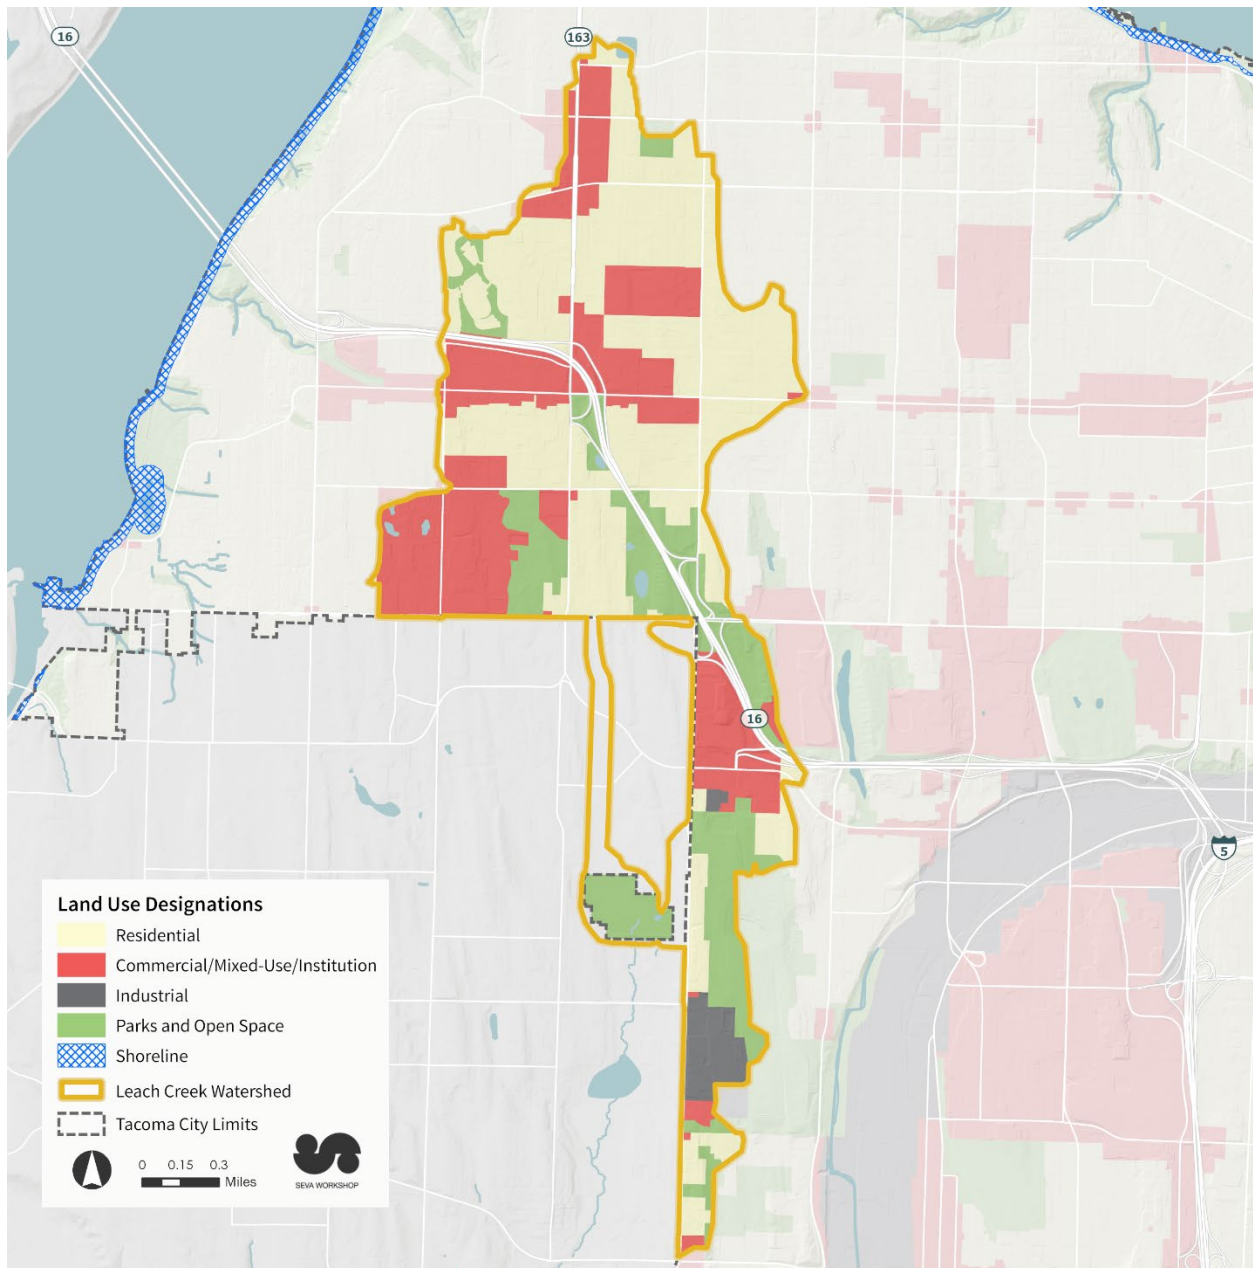 16
163
16
5
Land Use Designations
Residential
Commercial/Mixed-Use/Institution
Industrial
Parks and Open Space
Shoreline
Leach Creek Watershed
Tacoma City Limits
0 0.15 0.3
Miles
SEVA WORKSHOP